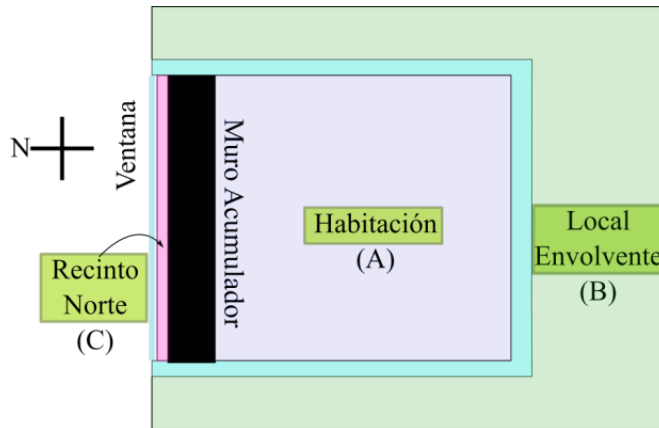 N
Ventana
Recinto
Norte
(C)
Muro Acumulador
Habitación
(A)
Local
Envolvente
(B)